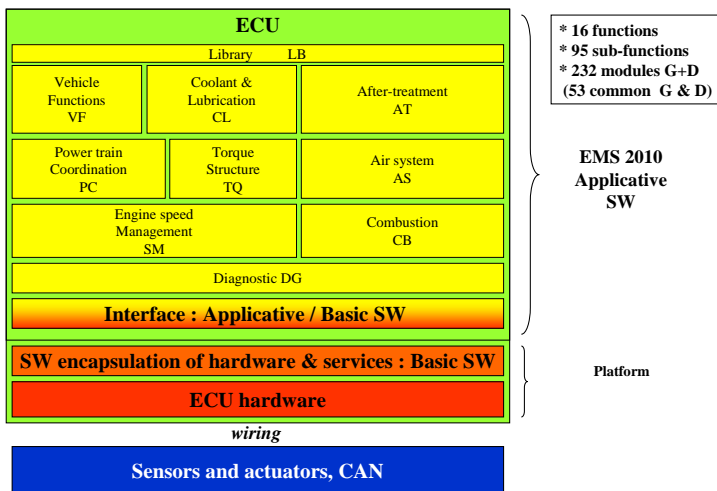 ECU
Library LB
Vehicle
Functions
VF
Coolant &
Lubrication
CL
After-treatment
AT
Power train
Coordination
PC
Torque
Structure
TQ
Air system
AS
Engine speed
Management
SM
Combustion
CB
Diagnostic DG
Interface : Applicative / Basic SW
SW encapsulation of hardware & services : Basic SW
ECU hardware
wiring
Sensors and actuators, CAN
* 16 functions
* 95 sub-functions
* 232 modules G+D
(53 common G & D)
EMS 2010
Applicative
SW
Platform